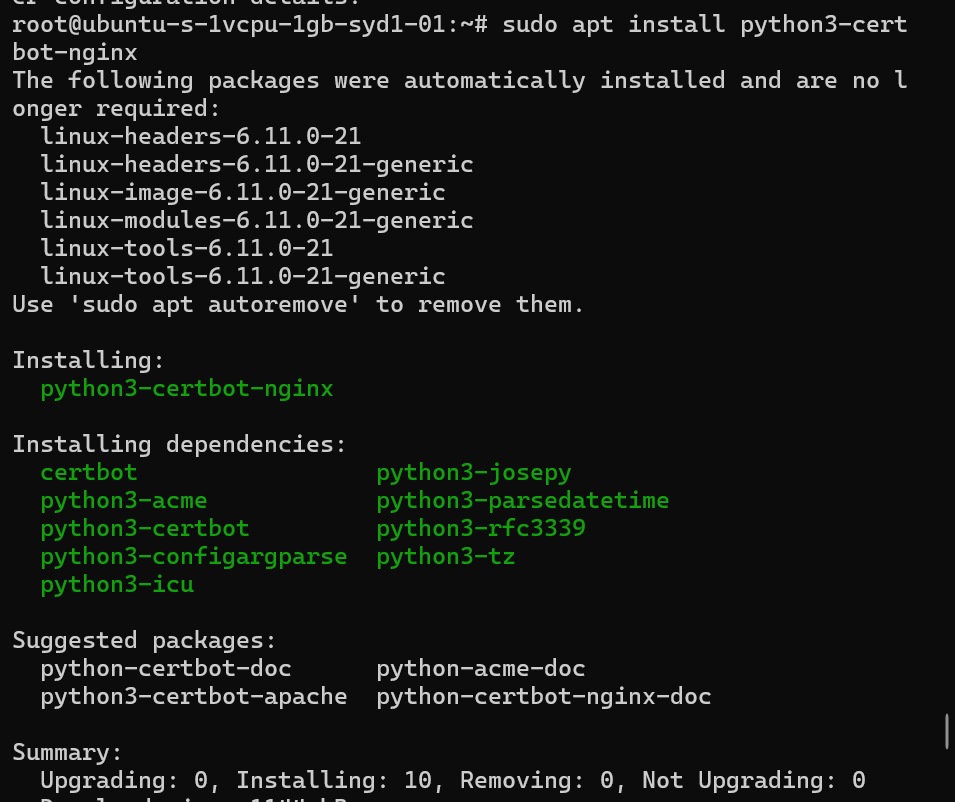 er configuration details.
root@ubuntu-s-1vcpu-1gb-syd1-01:~# sudo apt install python3-cert
bot-nginx
The following packages were automatically installed and are no l
onger required:
  linux-headers-6.11.0-21
  linux-headers-6.11.0-21-generic
  linux-image-6.11.0-21-generic
  linux-modules-6.11.0-21-generic
  linux-tools-6.11.0-21
  linux-tools-6.11.0-21-generic
Use 'sudo apt autoremove' to remove them.

Installing:
  python3-certbot-nginx

Installing dependencies:
  certbot                 python3-josepy
  python3-acme            python3-parsedatetime
  python3-certbot         python3-rfc3339
  python3-configargparse  python3-tz
  python3-icu

Suggested packages:
  python-certbot-doc      python-acme-doc
  python3-certbot-apache  python-certbot-nginx-doc

Summary:
  Upgrading: 0, Installing: 10, Removing: 0, Not Upgrading: 0